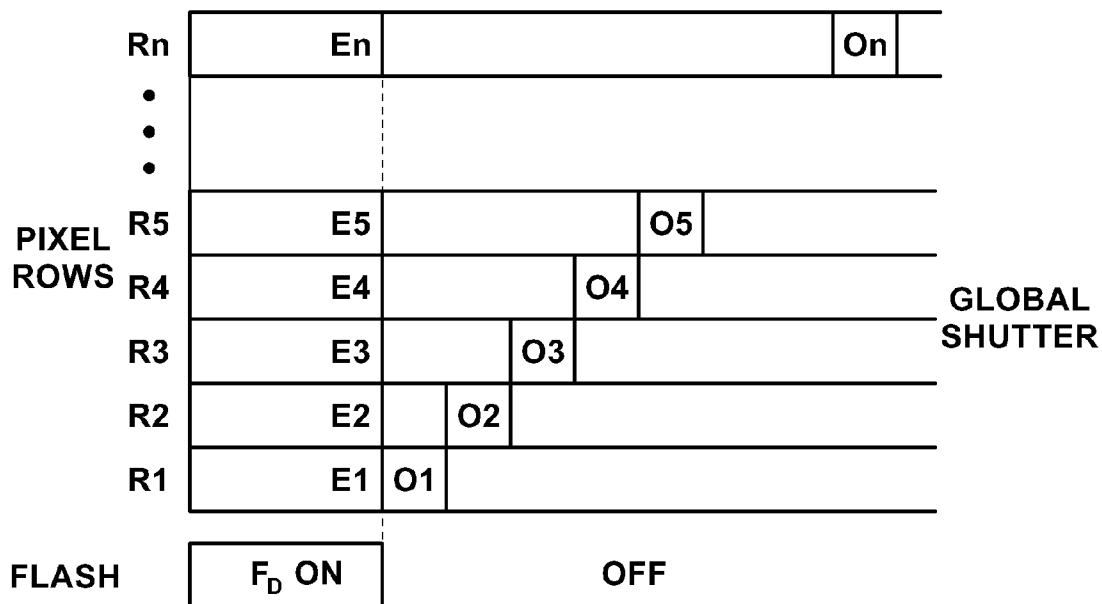 Rn En On
R5 E5 O5
PIXEL
ROWS
R4 E4 O4
GLOBAL
SHUTTER
R3 E3 O3
R2 E2 O2
R1 E1 O1
FLASH F_D ON OFF